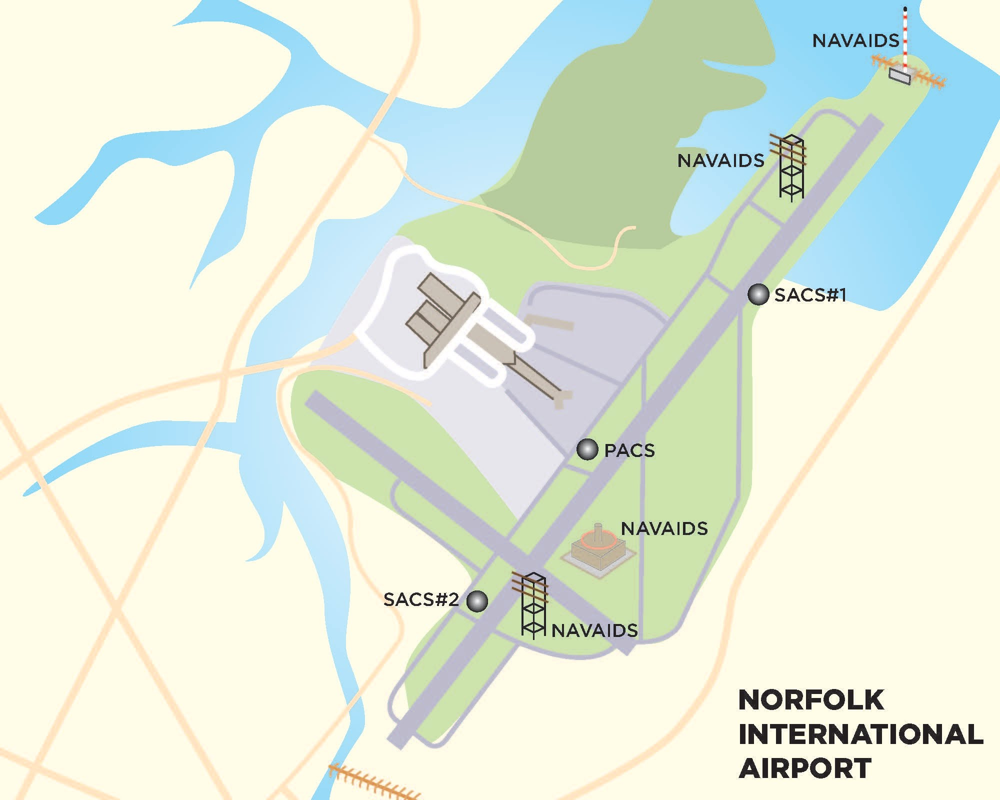 NAVAIDS
NAVAIDS
SACS#1
PACS
NAVAIDS
SACS#2
NAVAIDS
NORFOLK
INTERNATIONAL
AIRPORT